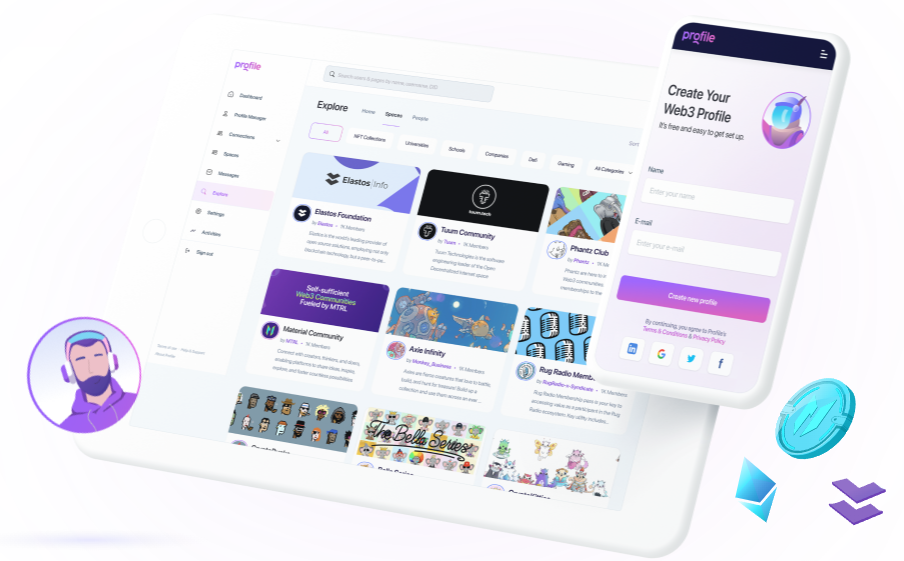 profile
Search users & pages by name, username, DID
Dashboard
Profile Manager
Connections
Spaces
Messages
Explore
Settings
Activities
Sign out
Explore
Home
Spaces
People
Sort
All
NFT Collections
Universities
Schools
Companies
DeFi
Gaming
All Categories
Elastos|info
Elastos Foundation
by Elastos • 1K Members
Elastos is the world's leading provider of
open source solutions, employing not only
blockchain technology, but a peer-to-pe...
tuum.tech
Tuum Community
by Tuum • 1K Members
Tuum Technologies is the software
engineering leader of the Open
Decentralized Internet space
Phantz Club
by Phantz • 1K M
Phantz are here to
Web3 communities
memberships to the
Self-sufficient
Web3 Communities
Fueled by MTRL
Material Community
by MTRL • 1K Members
Connect with creators, thinkers, and doers,
enabling platforms to share ideas, inspire,
explore, and foster countless possibilities
Axie Infinity
by Monkey_Business • 1K Members
Axies are fierce creatures that love to battle,
build, and hunt for treasure! Build up a
collection and use them across an ever ...
Rug Radio Memb
by RugRadio-x-Syndicate • 1K Members
Rug Radio Membership pass is your key to
accessing value as a participant in the Rug
Radio ecosystem. Key utility includes...
The Bella Series
profile
Create Your
Web3 Profile
It's free and easy to get set up.
Name
Enter your name
E-mail
Enter your e-mail
Create new profile
By continuing, you agree to Profile's
Terms & Conditions & Privacy Policy
in
G
f